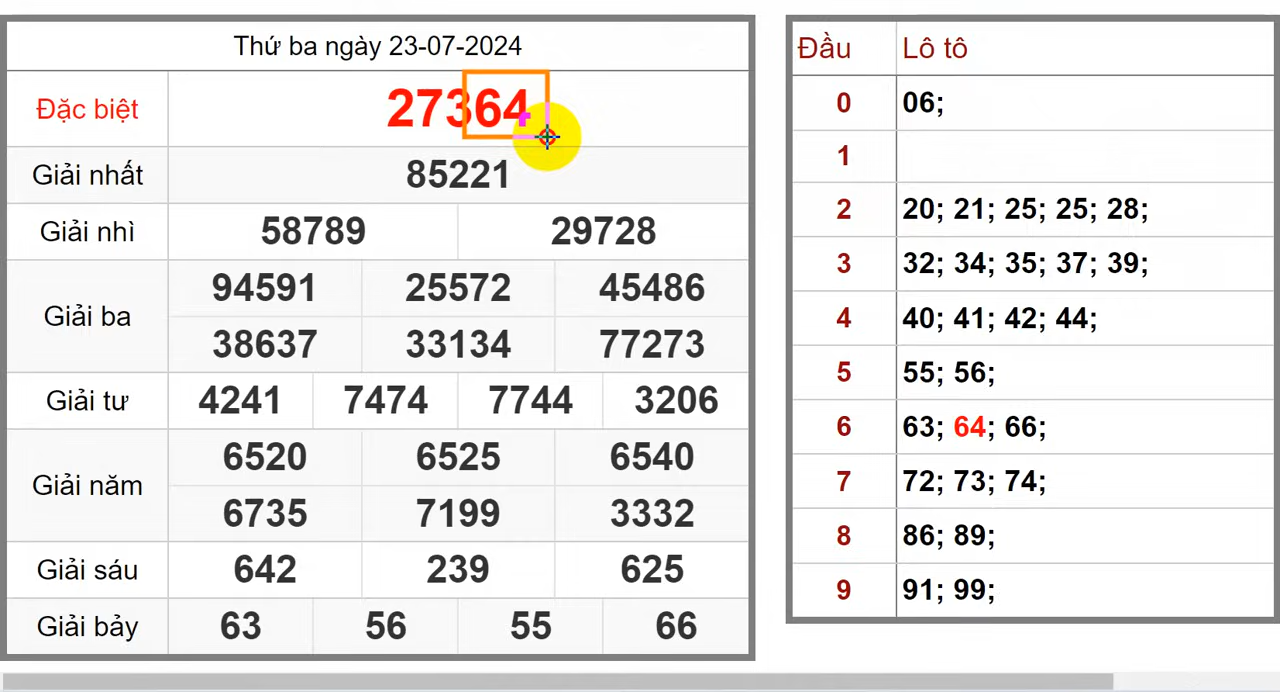 Thứ ba ngày 23-07-2024
Đặc biệt 27364
Giải nhất 85221
Giải nhì 58789 29728
Giải ba
94591 25572 45486
38637 33134 77273
Giải tư 4241 7474 7744 3206
Giải năm
6520 6525 6540
6735 7199 3332
Giải sáu 642 239 625
Giải bảy 63 56 55 66
Đầu Lô tô
0 06;
1
2 20; 21; 25; 25; 28;
3 32; 34; 35; 37; 39;
4 40; 41; 42; 44;
5 55; 56;
6 63; 64; 66;
7 72; 73; 74;
8 86; 89;
9 91; 99;